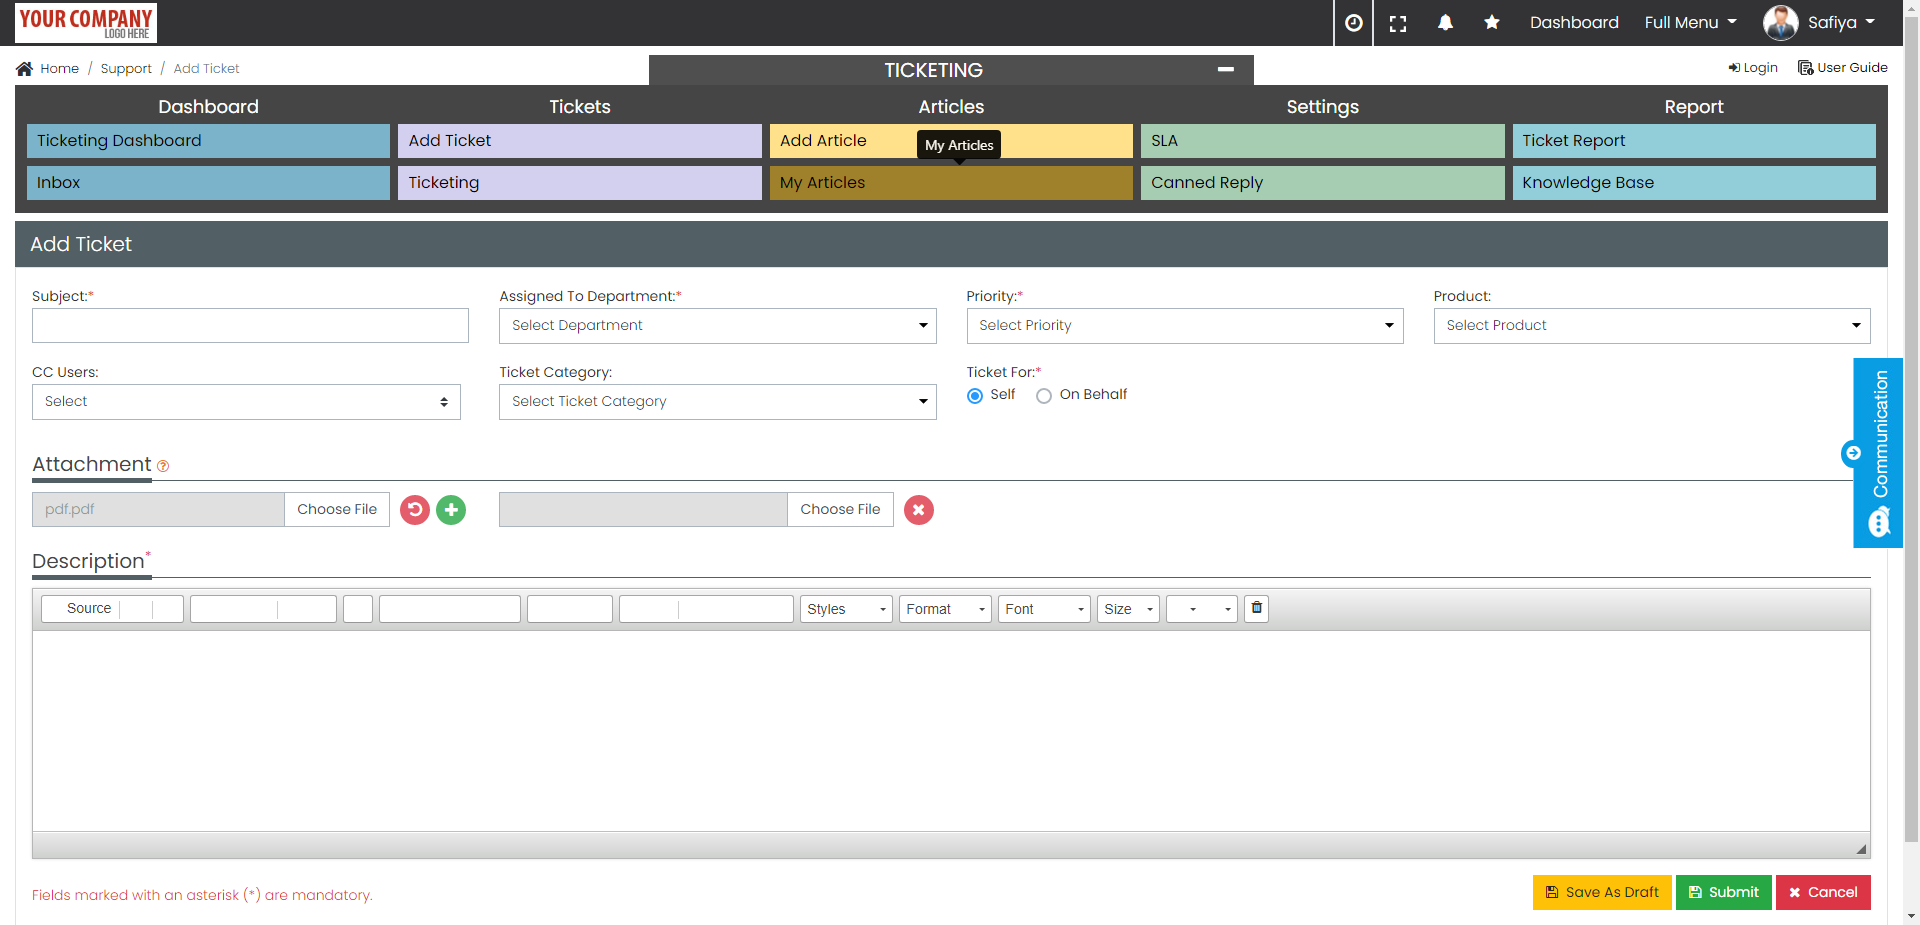 YOUR COMPANY
LOGO HERE
Dashboard
Full Menu
Safiya
Home / Support / Add Ticket
TICKETING
Login
User Guide
Dashboard
Tickets
Articles
Settings
Report
Ticketing Dashboard
Add Ticket
Add Article
My Articles
SLA
Ticket Report
Inbox
Ticketing
My Articles
Canned Reply
Knowledge Base
Add Ticket
Subject:*
Assigned To Department:*
Priority:*
Product:
Select Department
Select Priority
Select Product
CC Users:
Ticket Category:
Ticket For:*
Select
Select Ticket Category
Self
On Behalf
Communication
Attachment
pdf.pdf
Choose File
Choose File
Description*
Source
Styles
Format
Font
Size
Fields marked with an asterisk (*) are mandatory.
Save As Draft
Submit
Cancel